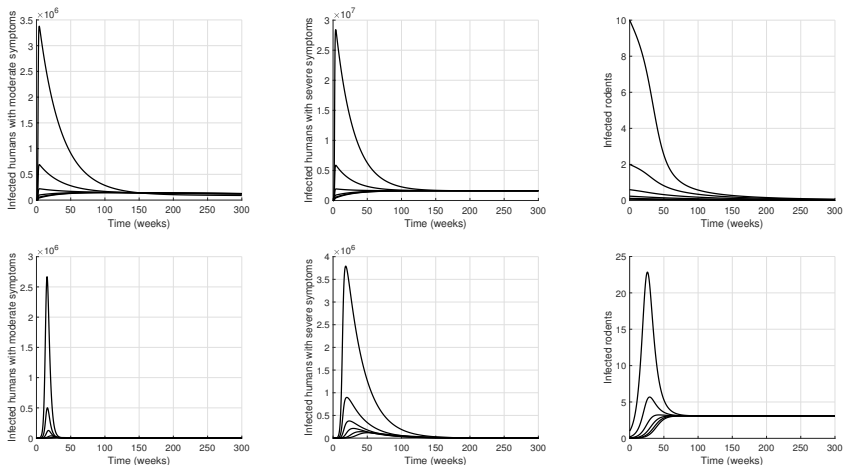 ×10⁶
3.5
3
2.5
2
1.5
1
0.5
0
0 50 100 150 200 250 300
Time (weeks)
Infected humans with moderate symptoms
×10⁷
3
2.5
2
1.5
1
0.5
0
0 50 100 150 200 250 300
Time (weeks)
Infected humans with severe symptoms
10
8
6
4
2
0
0 50 100 150 200 250 300
Time (weeks)
Infected rodents
×10⁶
3
2.5
2
1.5
1
0.5
0
0 50 100 150 200 250 300
Time (weeks)
Infected humans with moderate symptoms
×10⁶
4
3.5
3
2.5
2
1.5
1
0.5
0
0 50 100 150 200 250 300
Time (weeks)
Infected humans with severe symptoms
25
20
15
10
5
0
0 50 100 150 200 250 300
Time (weeks)
Infected rodents